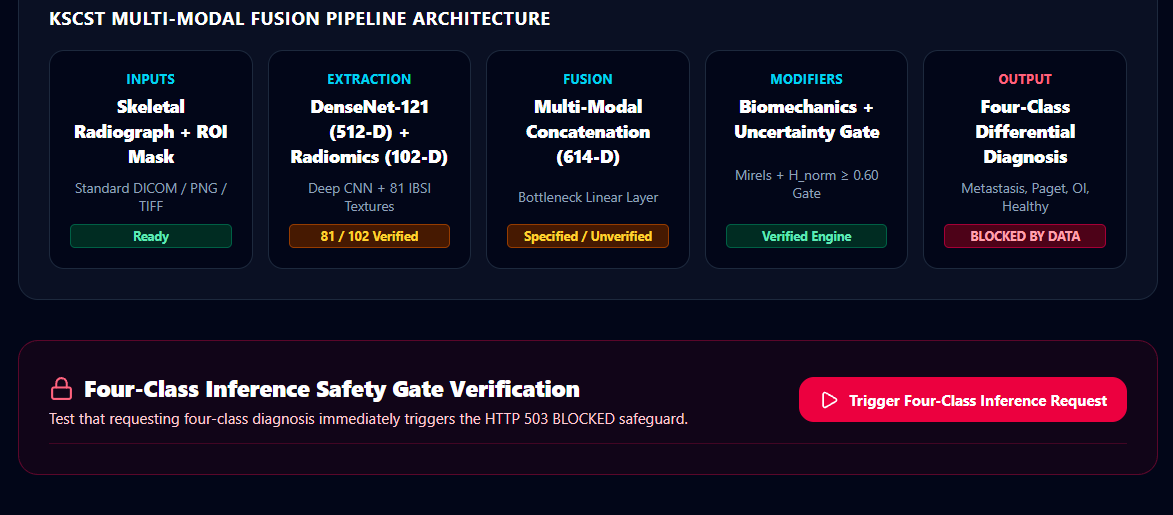 KSCST MULTI-MODAL FUSION PIPELINE ARCHITECTURE
INPUTS
Skeletal
Radiograph + ROI
Mask
Standard DICOM / PNG /
TIFF
Ready
EXTRACTION
DenseNet-121
(512-D) +
Radiomics (102-D)
Deep CNN + 81 IBSI
Textures
81 / 102 Verified
FUSION
Multi-Modal
Concatenation
(614-D)
Bottleneck Linear Layer
Specified / Unverified
MODIFIERS
Biomechanics +
Uncertainty Gate
Mirels + H_norm ≥ 0.60
Gate
Verified Engine
OUTPUT
Four-Class
Differential
Diagnosis
Metastasis, Paget, OI,
Healthy
BLOCKED BY DATA
Four-Class Inference Safety Gate Verification
Test that requesting four-class diagnosis immediately triggers the HTTP 503 BLOCKED safeguard.
Trigger Four-Class Inference Request